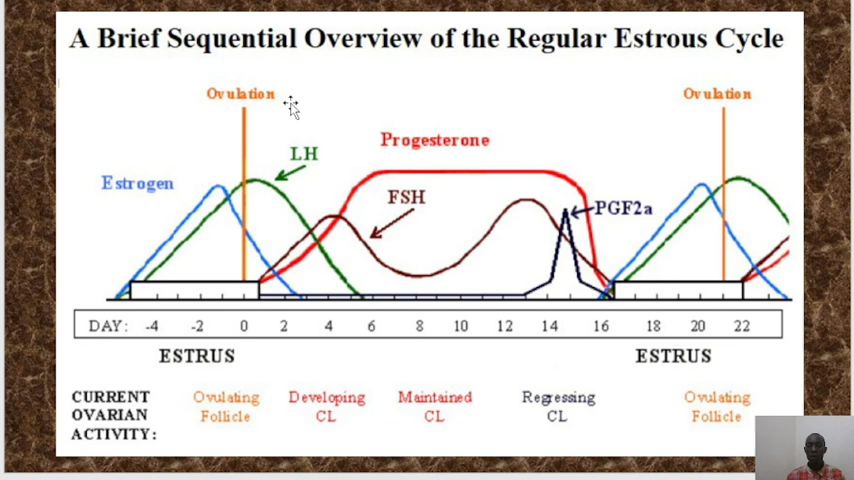 A Brief Sequential Overview of the Regular Estrous Cycle
Ovulation
Ovulation
Progesterone
LH
Estrogen
FSH
PGF2a
DAY: -4 -2 0 2 4 6 8 10 12 14 16 18 20 22
ESTRUS ESTRUS
CURRENT OVARIAN ACTIVITY:
Ovulating Follicle
Developing CL
Maintained CL
Regressing CL
Ovulating Follicle